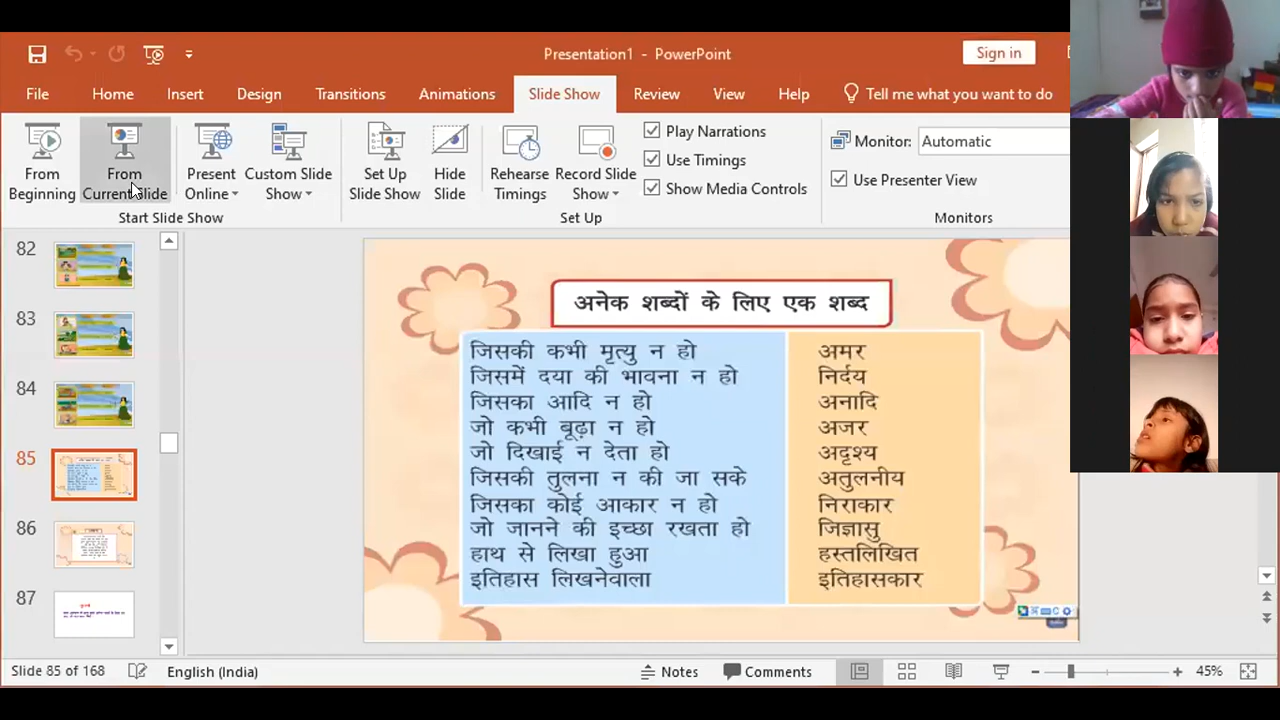 Presentation1 - PowerPoint
Sign in
File Home Insert Design Transitions Animations Slide Show Review View Help Tell me what you want to do
From Beginning
From Current Slide
Present Online
Custom Slide Show
Set Up Slide Show
Hide Slide
Rehearse Timings
Record Slide Show
Play Narrations
Use Timings
Show Media Controls
Monitor: Automatic
Use Presenter View
Start Slide Show
Set Up
Monitors
82
83
84
85
86
87
अनेक शब्दों के लिए एक शब्द
जिसकी कभी मृत्यु न हो अमर
जिसमें दया की भावना न हो निर्दय
जिसका आदि न हो अनादि
जो कभी बूढ़ा न हो अजर
जो दिखाई न देता हो अदृश्य
जिसकी तुलना न की जा सके अतुलनीय
जिसका कोई आकार न हो निराकार
जो जानने की इच्छा रखता हो जिज्ञासु
हाथ से लिखा हुआ हस्तलिखित
इतिहास लिखनेवाला इतिहासकार
Slide 85 of 168 English (India) Notes Comments 45%